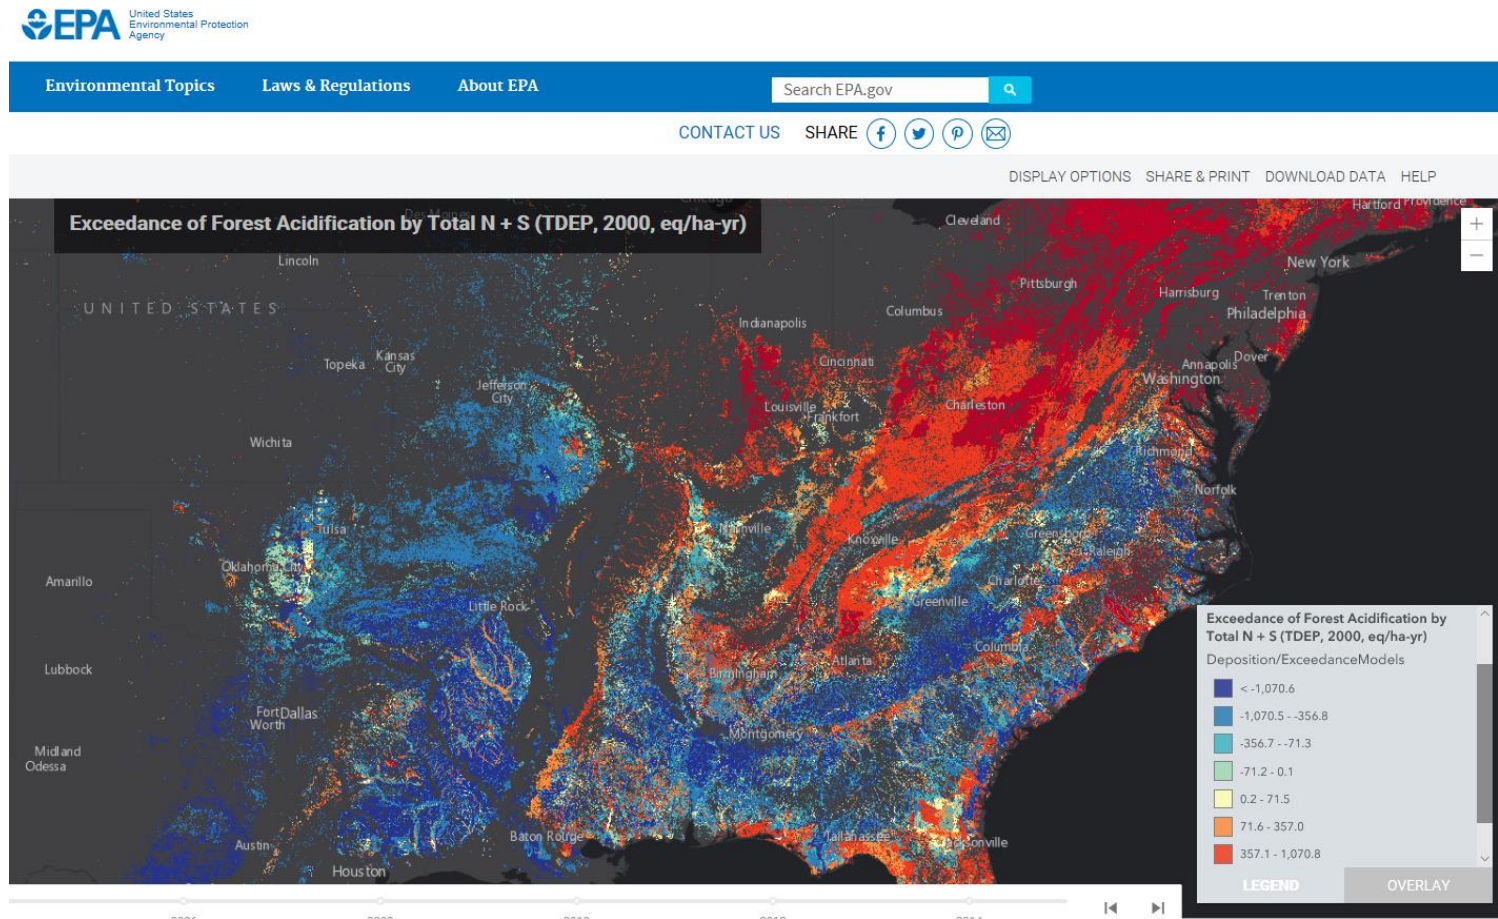 EPA
United States
Environmental Protection
Agency
Environmental Topics
Laws & Regulations
About EPA
Search EPA.gov
CONTACT US
SHARE
DISPLAY OPTIONS
SHARE & PRINT
DOWNLOAD DATA
HELP
Exceedance of Forest Acidification by Total N + S (TDEP, 2000, eq/ha-yr)
Des Moines
Chicago
Cleveland
Hartford
Providence
+
−
Lincoln
New York
UNITED STATES
Pittsburgh
Harrisburg
Trenton
Philadelphia
Columbus
Indianapolis
Topeka
Kansas
City
Cincinnati
Annapolis
Dover
Washington
Jefferson
City
Louisville
Frankfort
Charleston
Wichita
Richmond
Norfolk
Tulsa
Nashville
Knoxville
Greensboro
Raleigh
Oklahoma City
Amarillo
Charlotte
Little Rock
Greenville
Columbia
Lubbock
Birmingham
Atlanta
Fort
Worth
Dallas
Montgomery
Midland
Odessa
Baton Rouge
Tallahassee
Jacksonville
Austin
Houston
Exceedance of Forest Acidification by
Total N + S (TDEP, 2000, eq/ha-yr)
Deposition/ExceedanceModels
< -1,070.6
-1,070.5 - -356.8
-356.7 - -71.3
-71.2 - 0.1
0.2 - 71.5
71.6 - 357.0
357.1 - 1,070.8
LEGEND
OVERLAY